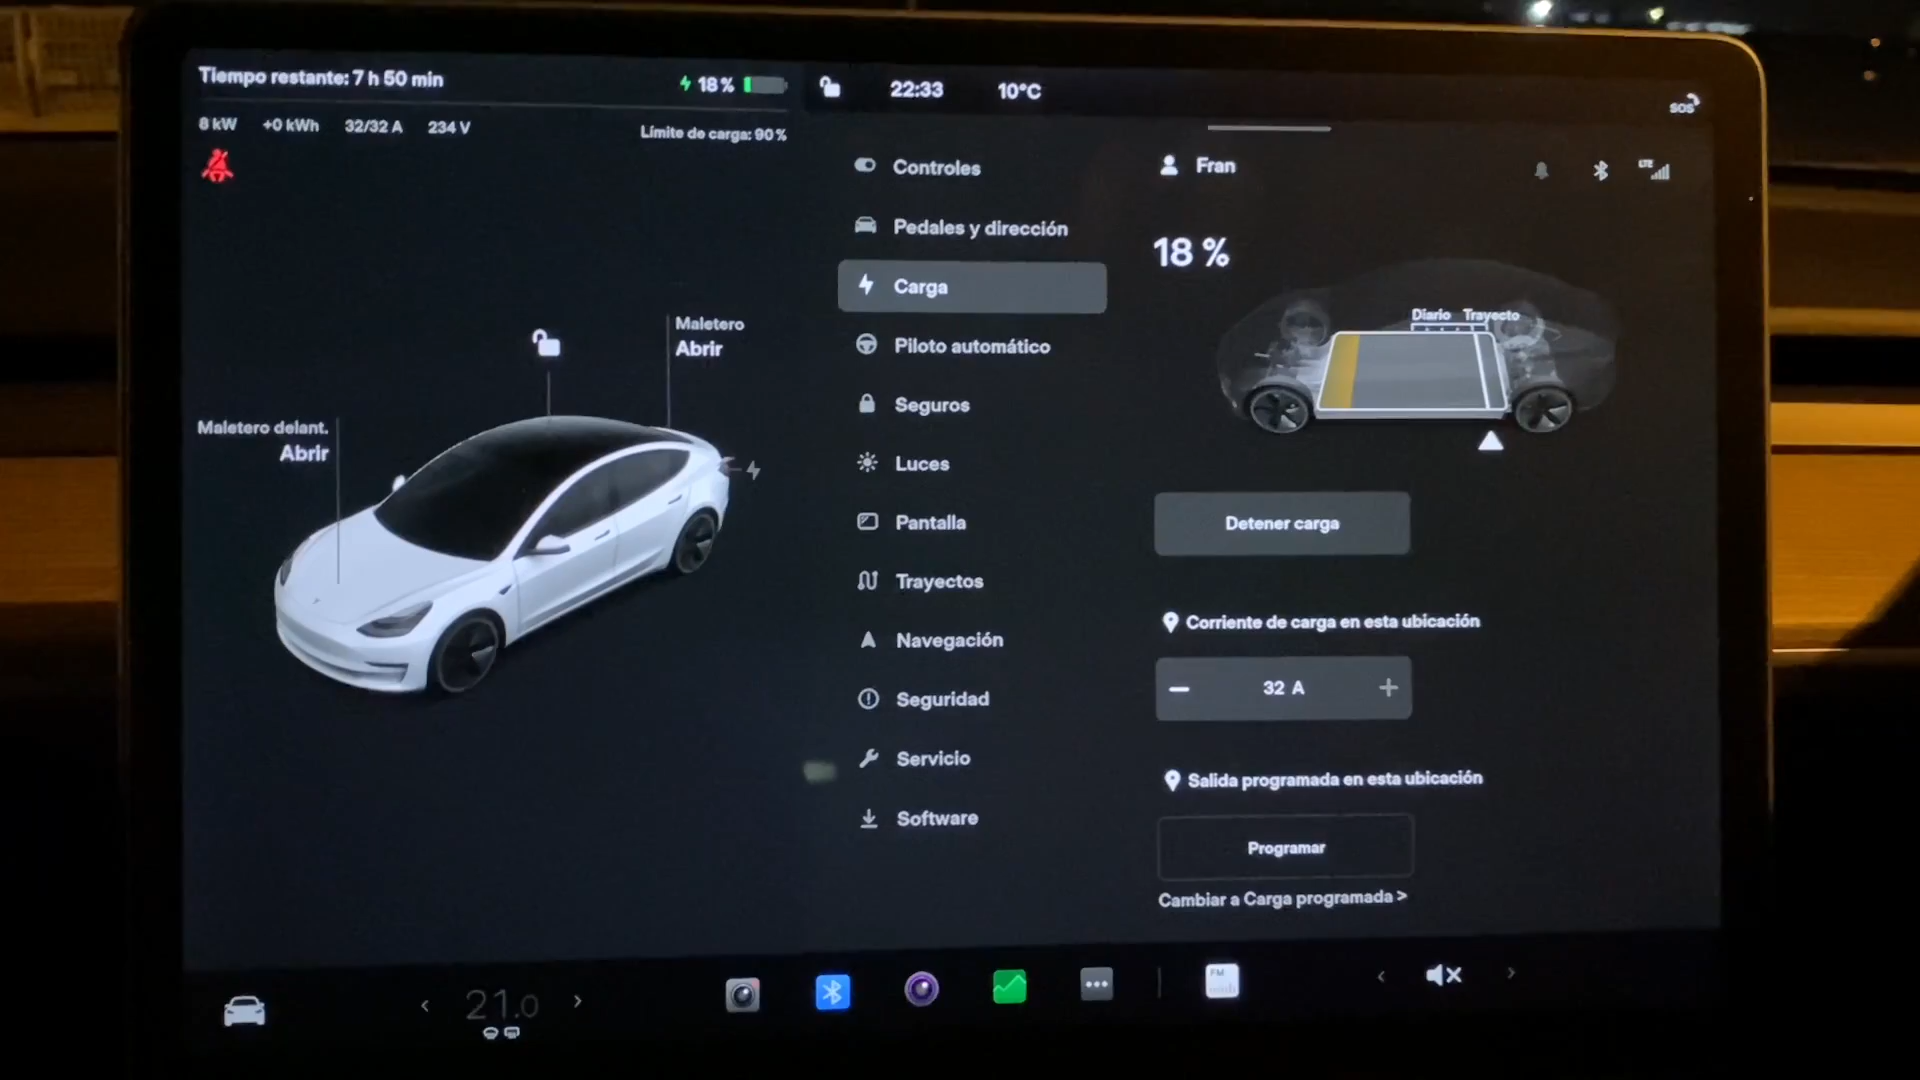 Tiempo restante: 7 h 50 min
18 %
22:33
10°C
SOS
8 kW
+0 kWh
32/32 A
234 V
Límite de carga: 90 %
Maletero
Abrir
Maletero delant.
Abrir
Controles
Pedales y dirección
Carga
Piloto automático
Seguros
Luces
Pantalla
Trayectos
Navegación
Seguridad
Servicio
Software
Fran
LTE
18 %
Diario
Trayecto
Detener carga
Corriente de carga en esta ubicación
32 A
Salida programada en esta ubicación
Programar
Cambiar a Carga programada >
21.0
FM